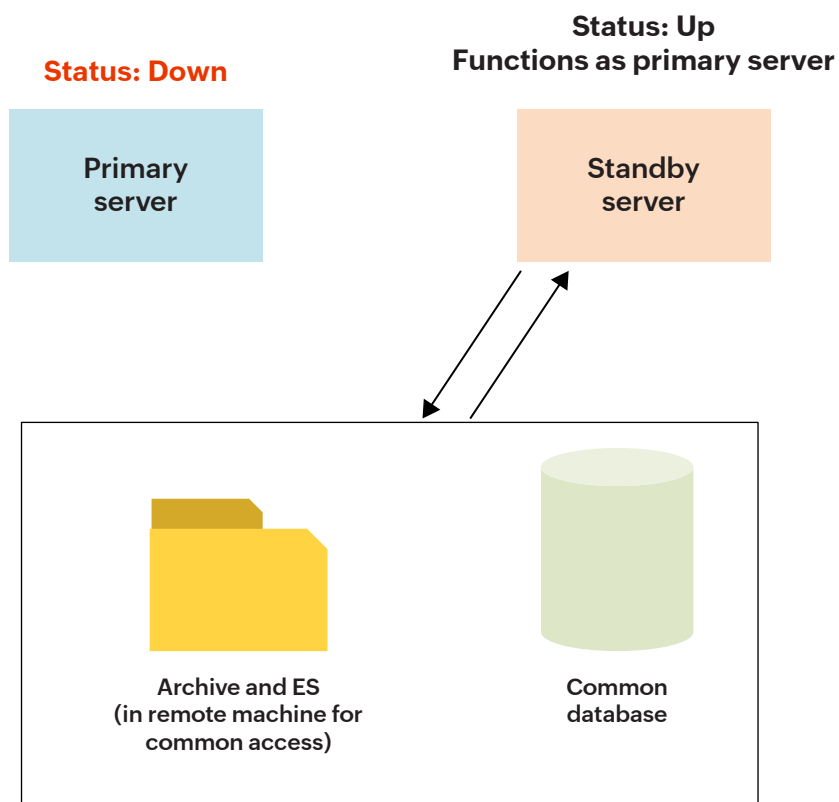 Status: Up
Functions as primary server
Status: Down
Primary
server
Standby
server
Archive and ES
(in remote machine for
common access)
Common
database